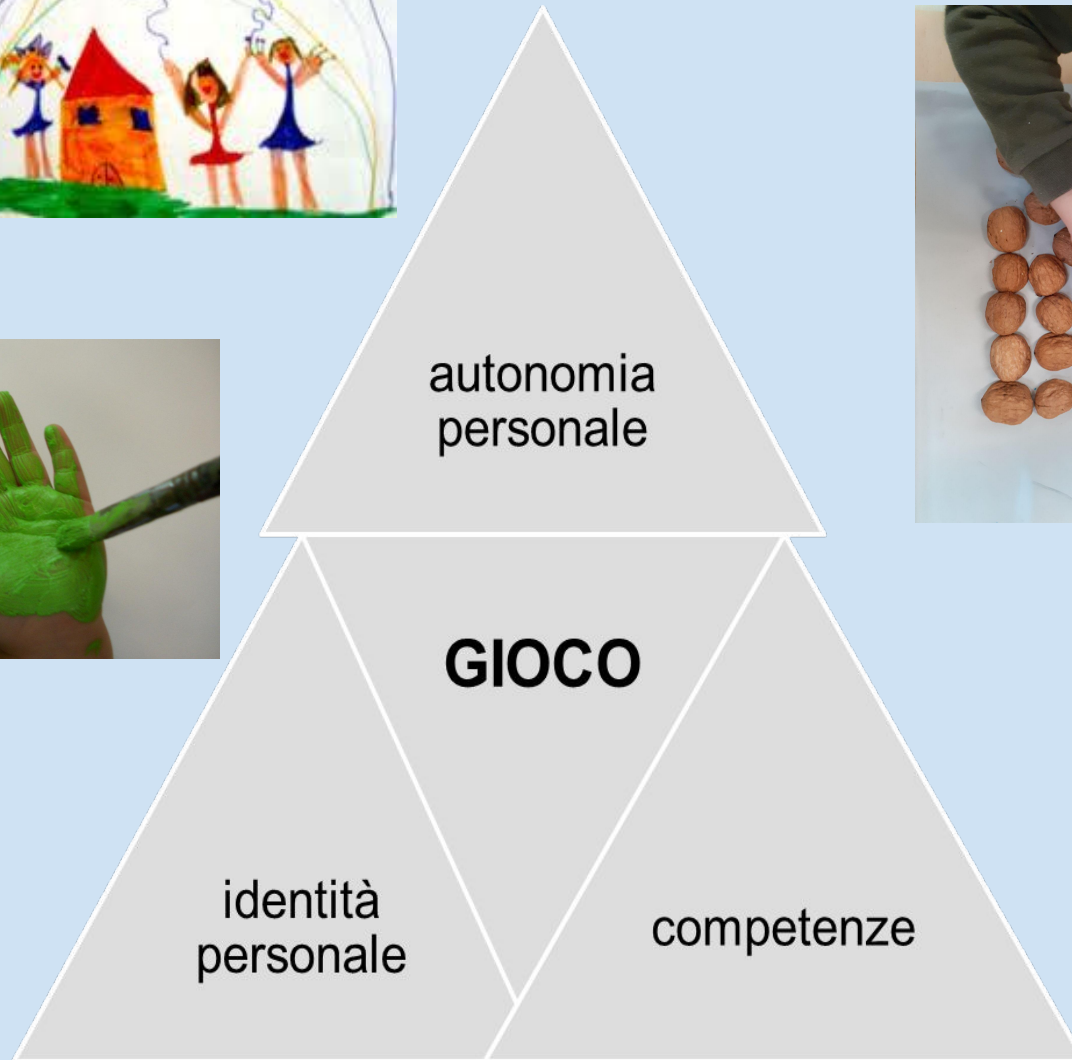 autonomia
personale
GIOCO
identità
personale
competenze